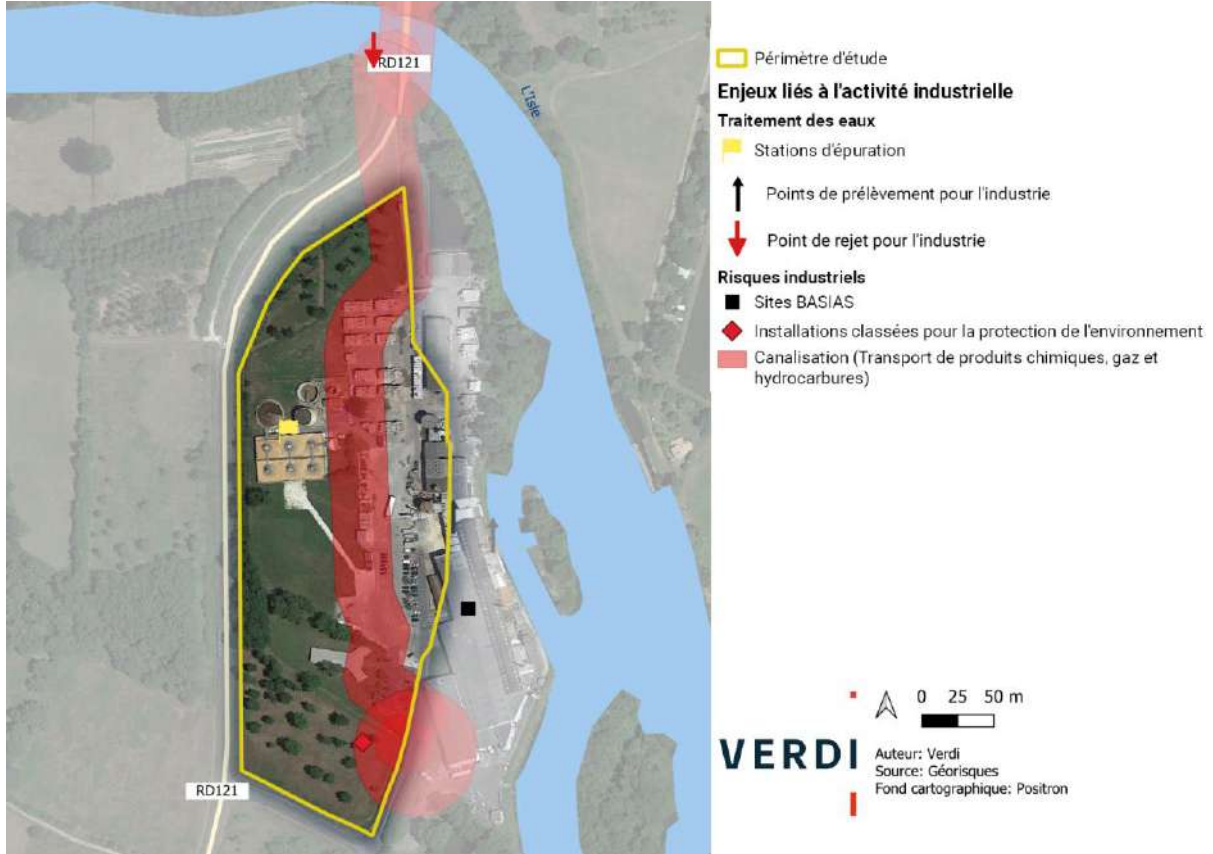 RD121
L'Isle
RD121
Périmètre d'étude
Enjeux liés à l'activité industrielle
Traitement des eaux
Stations d'épuration
Points de prélèvement pour l'industrie
Point de rejet pour l'industrie
Risques industriels
Sites BASIAS
Installations classées pour la protection de l'environnement
Canalisation (Transport de produits chimiques, gaz et
hydrocarbures)
0 25 50 m
VERDI
Auteur: Verdi
Source: Géorisques
Fond cartographique: Positron